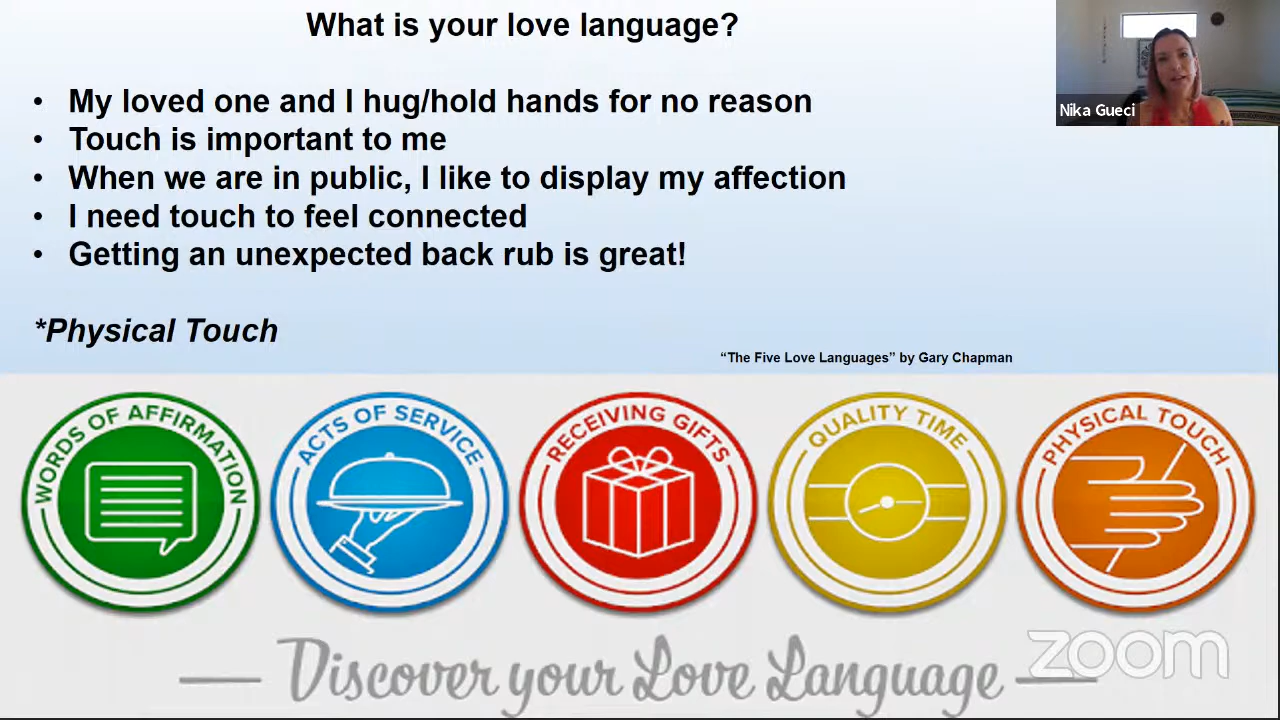 What is your love language?
• My loved one and I hug/hold hands for no reason
• Touch is important to me
• When we are in public, I like to display my affection
• I need touch to feel connected
• Getting an unexpected back rub is great!
*Physical Touch
“The Five Love Languages” by Gary Chapman
Nika Gueci
WORDS OF AFFIRMATION
ACTS OF SERVICE
RECEIVING GIFTS
QUALITY TIME
PHYSICAL TOUCH
Discover your Love Language
zoom